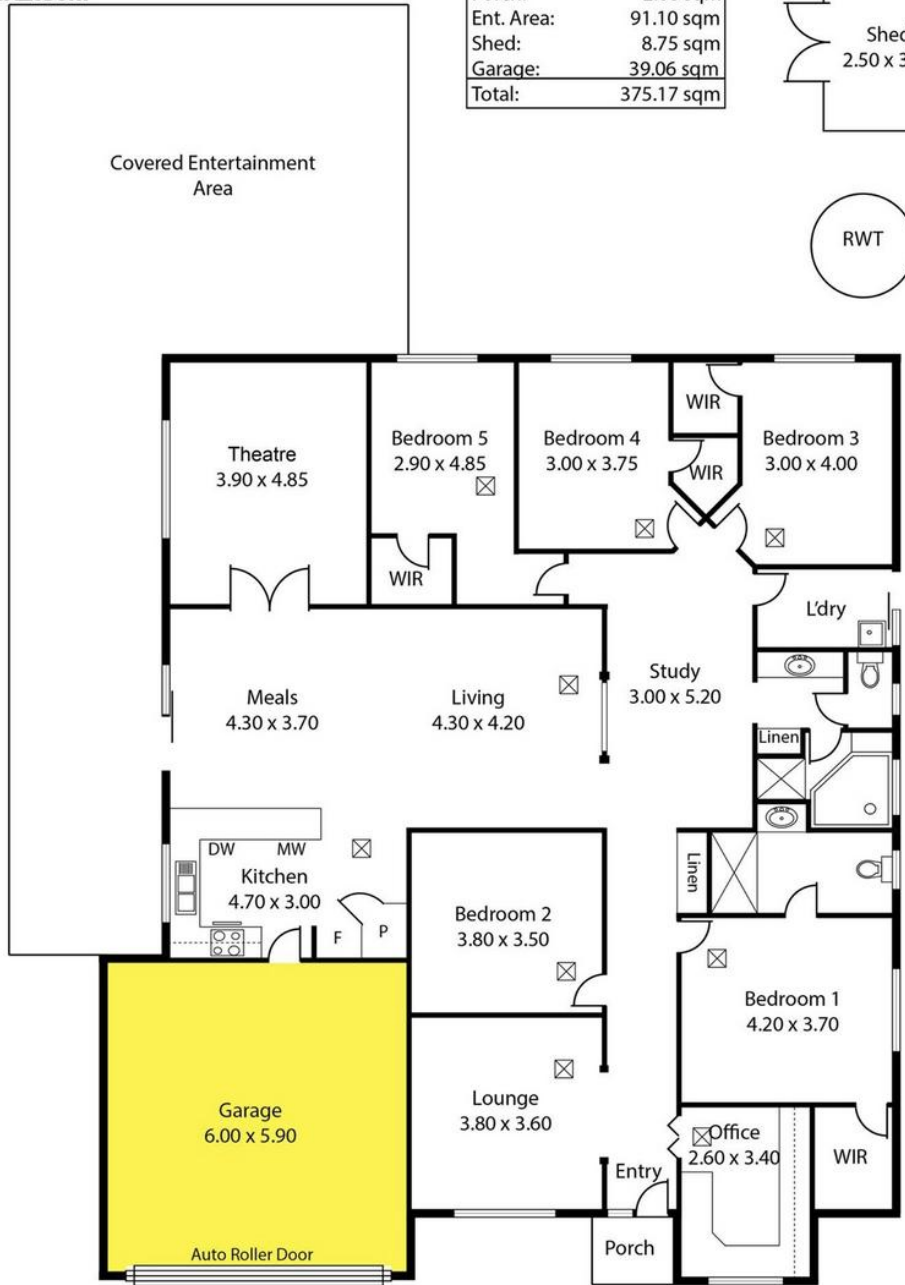 Ent. Area: 91.10 sqm
Shed: 8.75 sqm
Garage: 39.06 sqm
Total: 375.17 sqm
Shed
2.50 x 3
Covered Entertainment
Area
RWT
Theatre
3.90 x 4.85
Bedroom 5
2.90 x 4.85
Bedroom 4
3.00 x 3.75
WIR
WIR
Bedroom 3
3.00 x 4.00
WIR
L'dry
Meals
4.30 x 3.70
Living
4.30 x 4.20
Study
3.00 x 5.20
Linen
DW MW
Kitchen
4.70 x 3.00
F P
Bedroom 2
3.80 x 3.50
Linen
Bedroom 1
4.20 x 3.70
Garage
6.00 x 5.90
Lounge
3.80 x 3.60
Office
2.60 x 3.40
WIR
Entry
Porch
Auto Roller Door